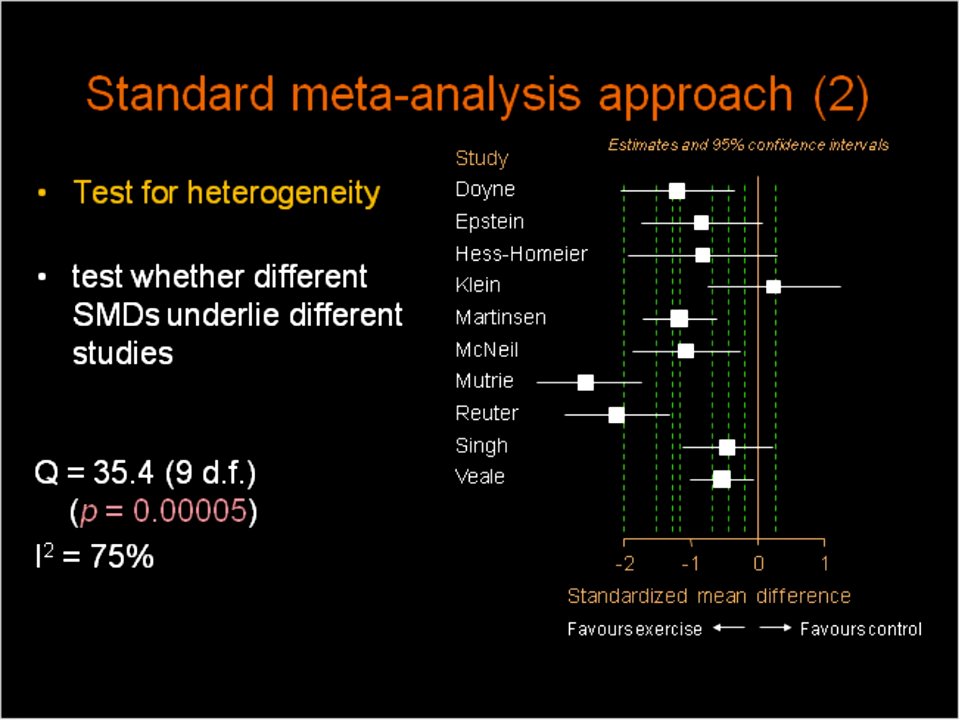 Standard meta-analysis approach (2)
• Test for heterogeneity
• test whether different
SMDs underlie different
studies
Q = 35.4 (9 d.f.)
(p = 0.00005)
I² = 75%
Estimates and 95% confidence intervals
Study
Doyne
Epstein
Hess-Homeier
Klein
Martinsen
McNeil
Mutrie
Reuter
Singh
Veale
-2 -1 0 1
Standardized mean difference
Favours exercise ← → Favours control